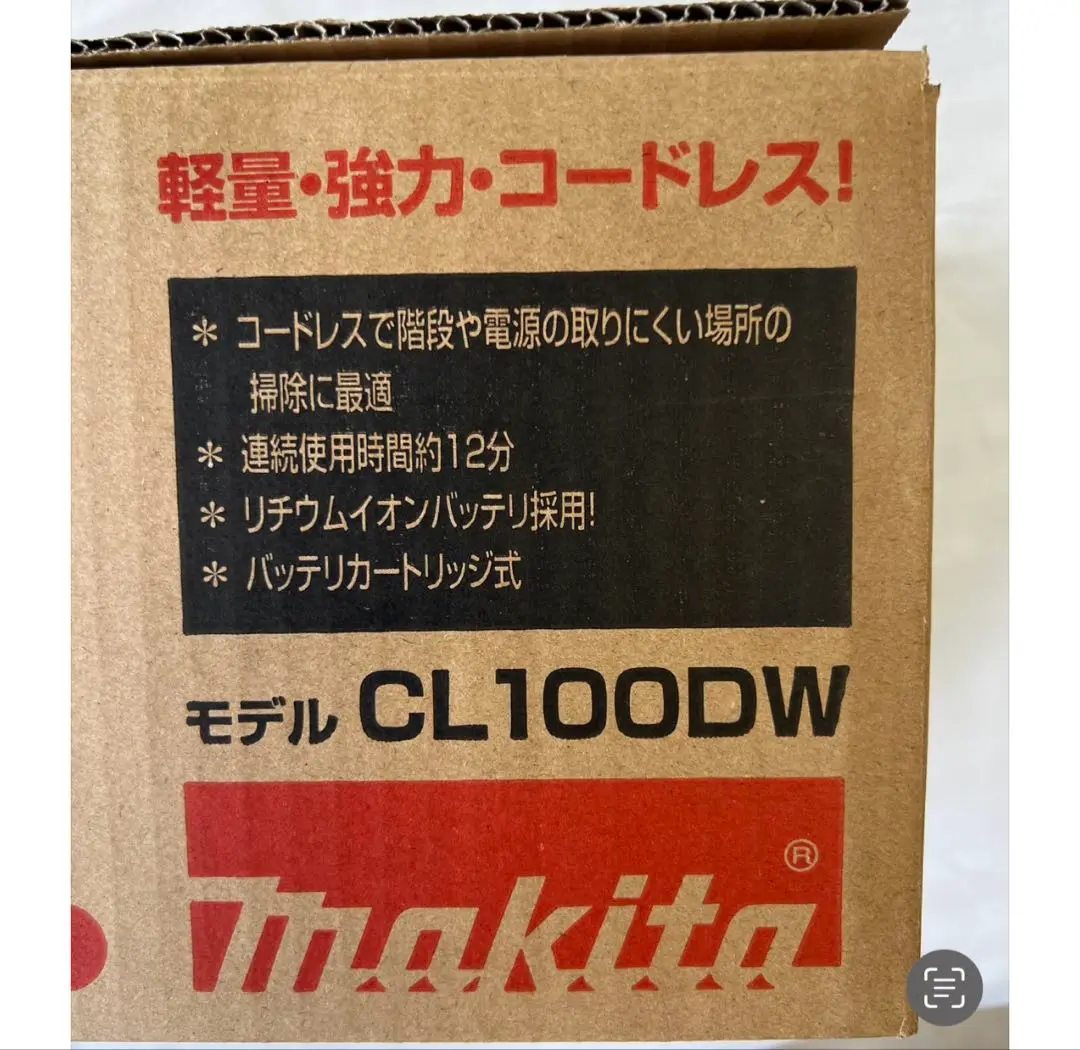 軽量・強力・コードレス!
* コードレスで階段や電源の取りにくい場所の
掃除に最適
* 連続使用時間約12分
* リチウムイオンバッテリ採用!
* バッテリカートリッジ式
モデル CL100DW
makita®